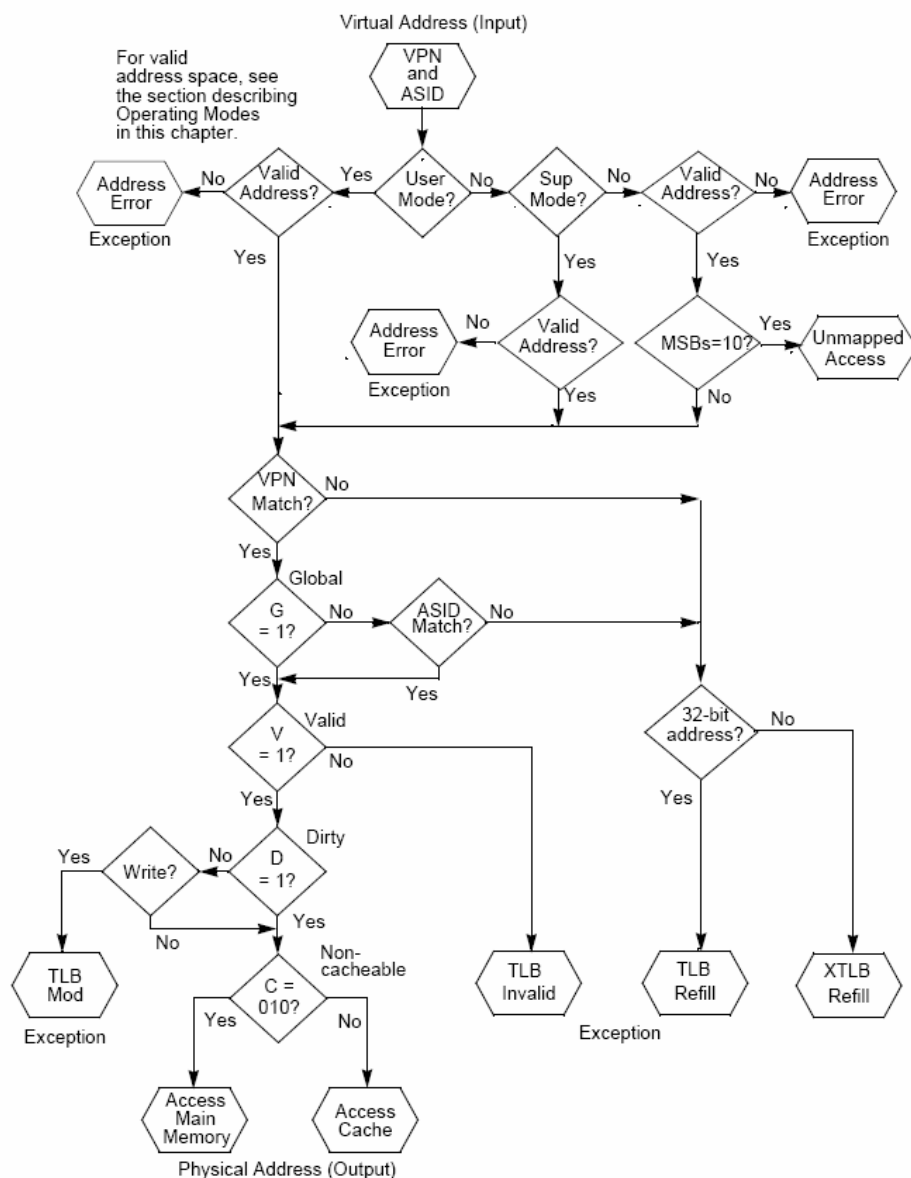 Virtual Address (Input)
For valid
address space, see
the section describing
Operating Modes
in this chapter.
VPN
and
ASID
Address
Error
Exception
No
Valid
Address?
Yes
User
Mode?
No
Sup
Mode?
No
Valid
Address?
No
Address
Error
Exception
Yes
Yes
Yes
Address
Error
Exception
No
Valid
Address?
MSBs=10?
Yes
Unmapped
Access
Yes
No
VPN
Match?
No
Yes
Global
G
= 1?
No
ASID
Match?
No
Yes
Yes
Valid
V
= 1?
No
32-bit
address?
No
Yes
Yes
Dirty
Yes
Write?
No
D
= 1?
No
Yes
Non-
cacheable
TLB
Mod
Exception
Yes
C =
010?
No
TLB
Invalid
TLB
Refill
XTLB
Refill
Exception
Access
Main
Memory
Access
Cache
Physical Address (Output)